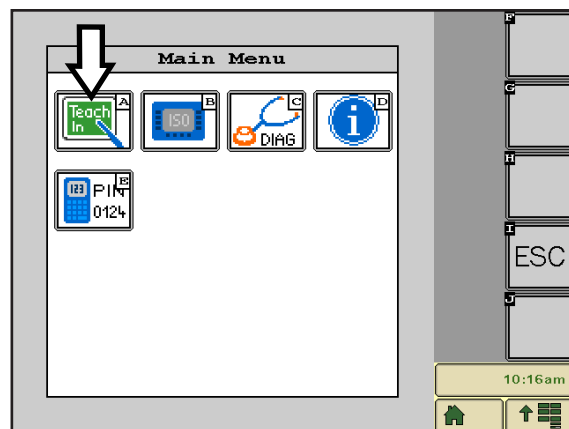 F
Main Menu
G
Teach In
A
ISO
B
DIAG
C
i
D
H
123 PIN
0124
E
I
ESC
J
10:16am